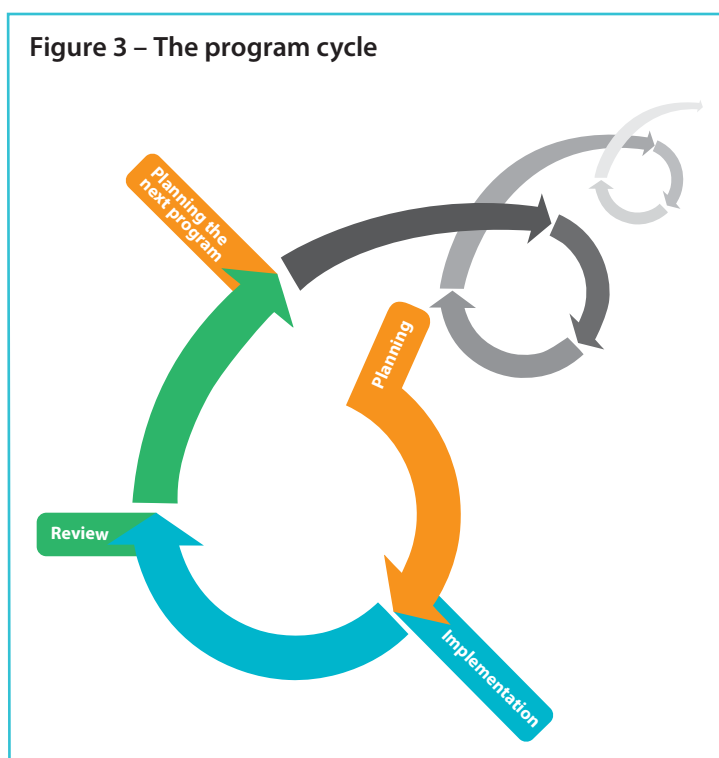 Figure 3 – The program cycle
Planning the
next program
Planning
Review
Implementation